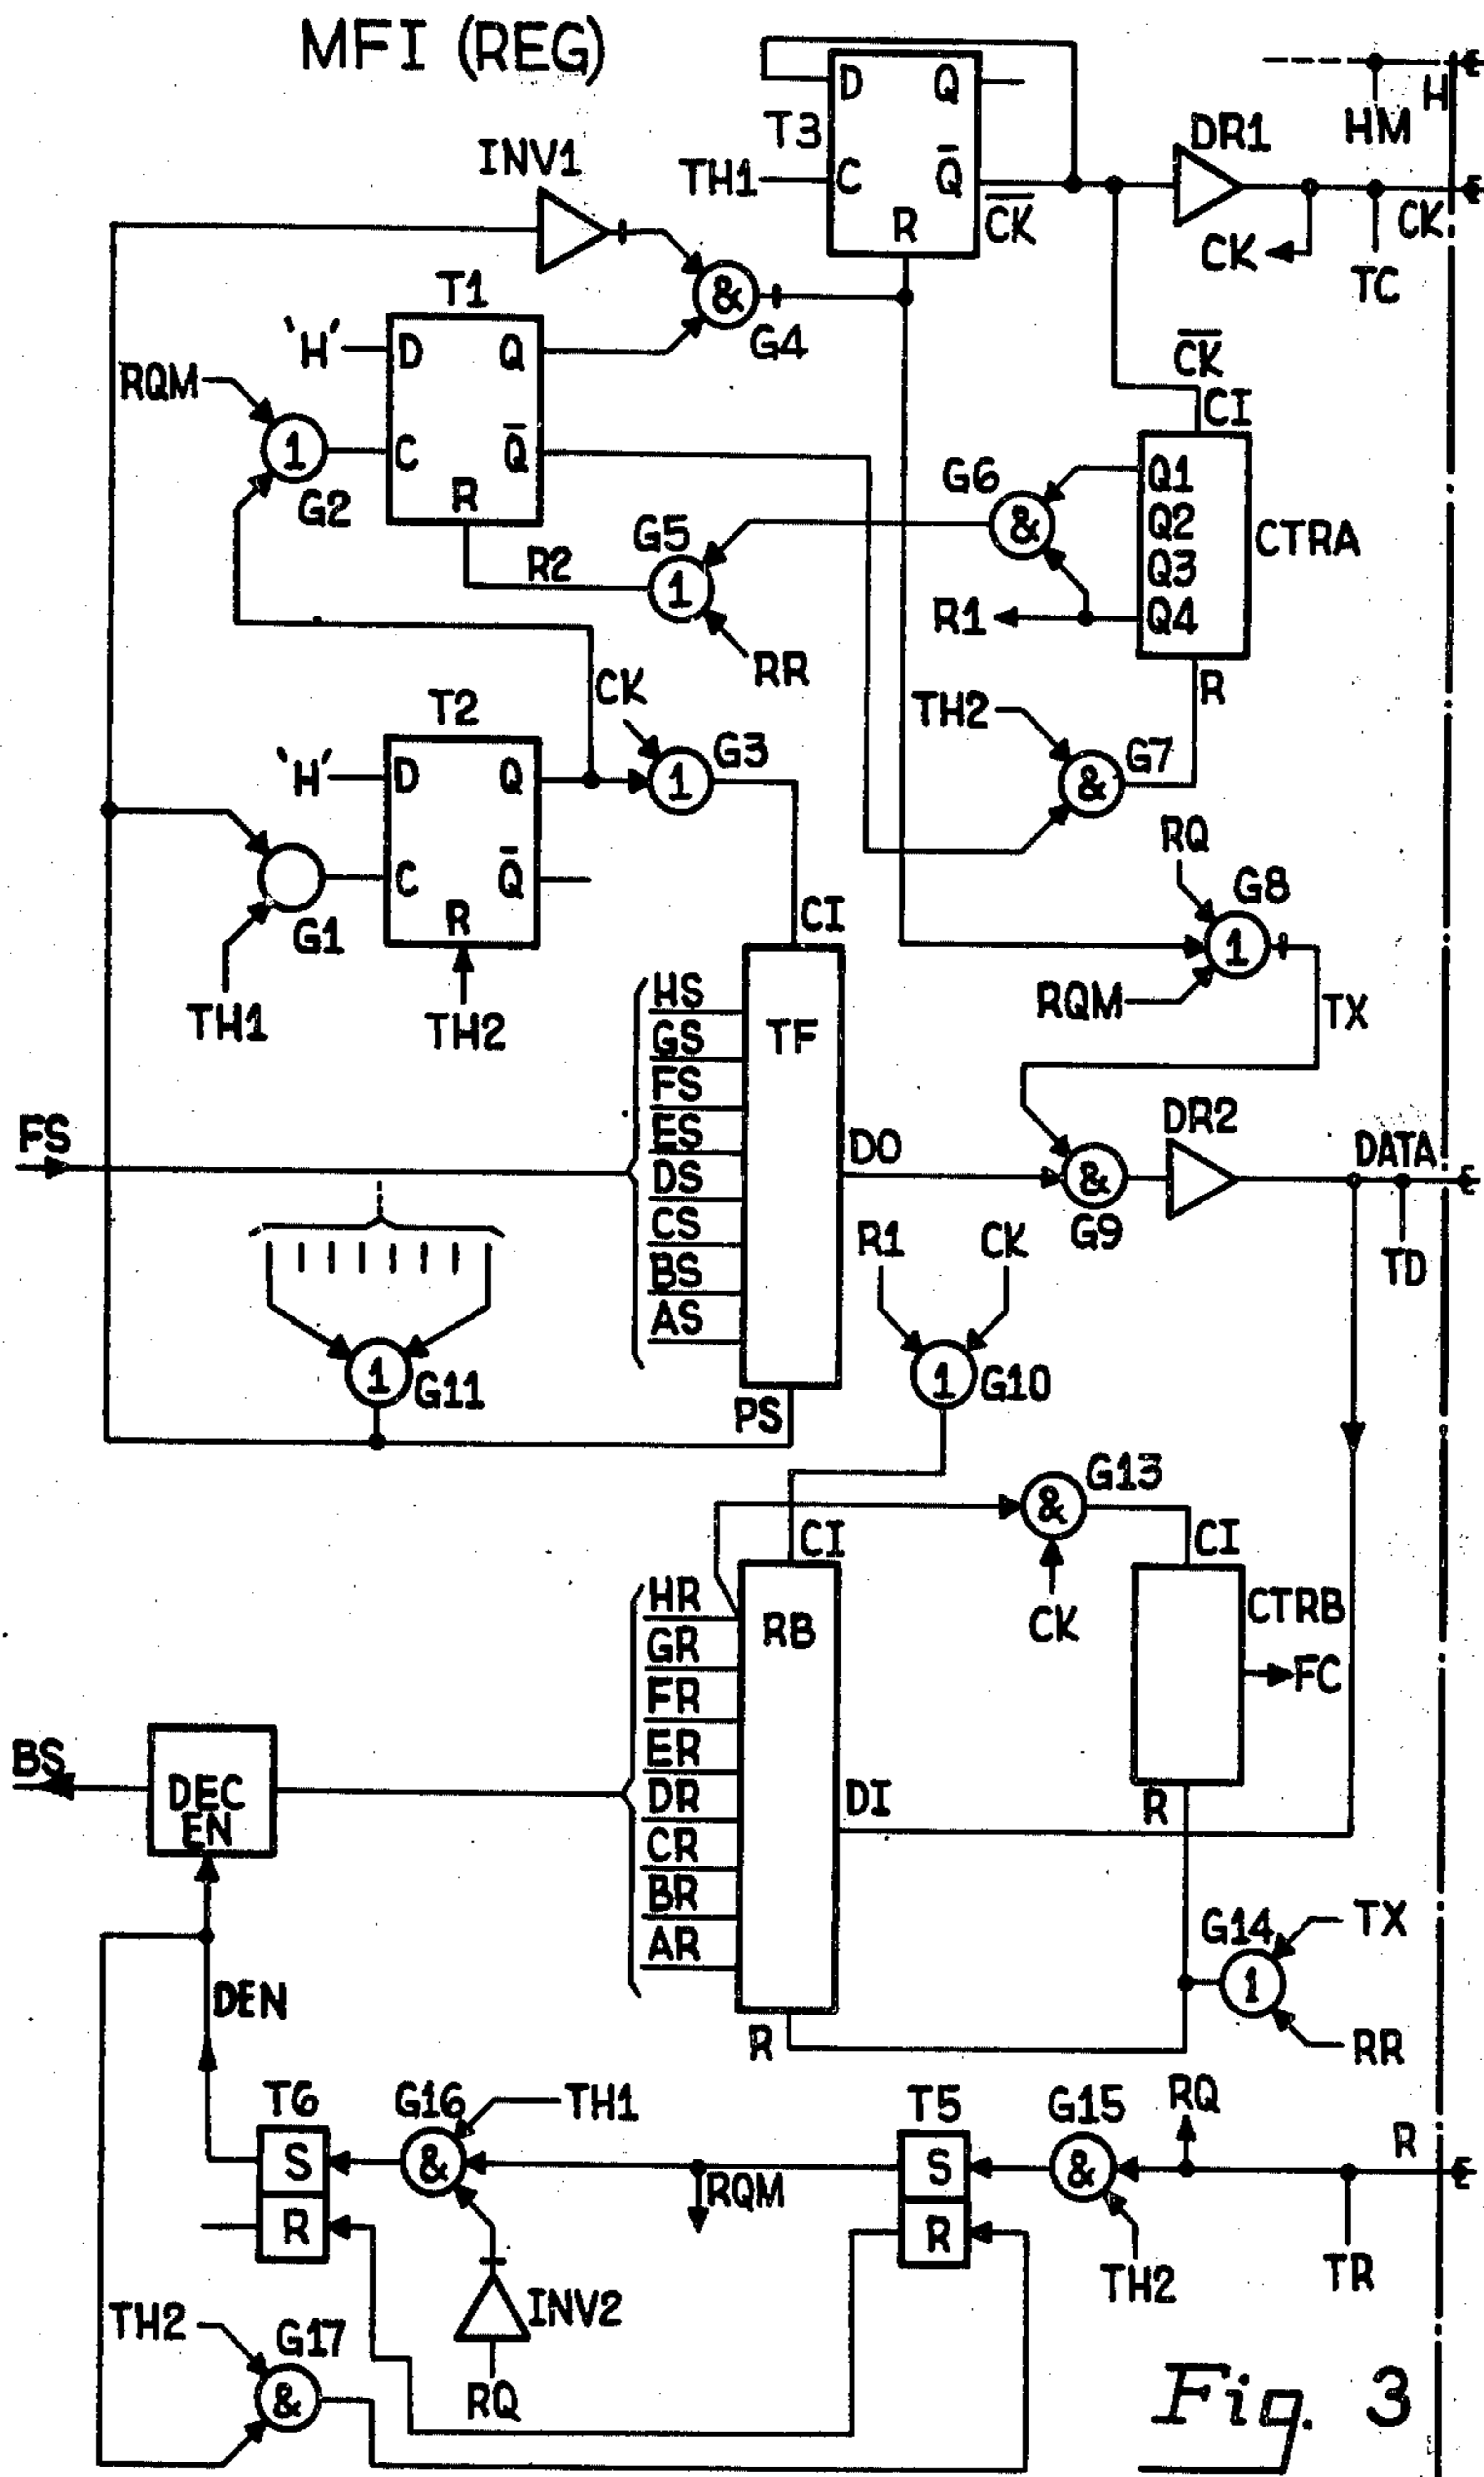 MFI (REG)
D Q
T3
TH1 C Q̅
R
C̅K̅
INV1
DR1
H
HM
CK
CK
TC
T1
'H' D Q
& G4
RQM
1 C Q̅
G2 R
C̅K̅
CI
G6 Q1
& Q2
Q3
R1 Q4
CTRA
R
G5
R2 1
RR
TH2 G7
&
T2
CK
'H' D Q
1 G3
C Q̅
R
G1
TH1
TH2
RQ
G8
1
RQM
TX
CI
HS
TF
GS
FS
ES
DS
CS
BS
AS
FS
DO
& G9
DR2
DATA
TD
R1 CK
1 G11
1 G10
PS
& G13
CK
CI
CTRB
FC
R
CI
HR
RB
GR
FR
ER
DR
CR
BR
AR
DI
BS
DEC
EN
DEN
G14
TX
1
RR
R
T6
S
R
G16
TH1
&
RQM
T5
S
R
G15
RQ
&
TH2
R
TR
INV2
RQ
TH2
G17
&
Fig. 3